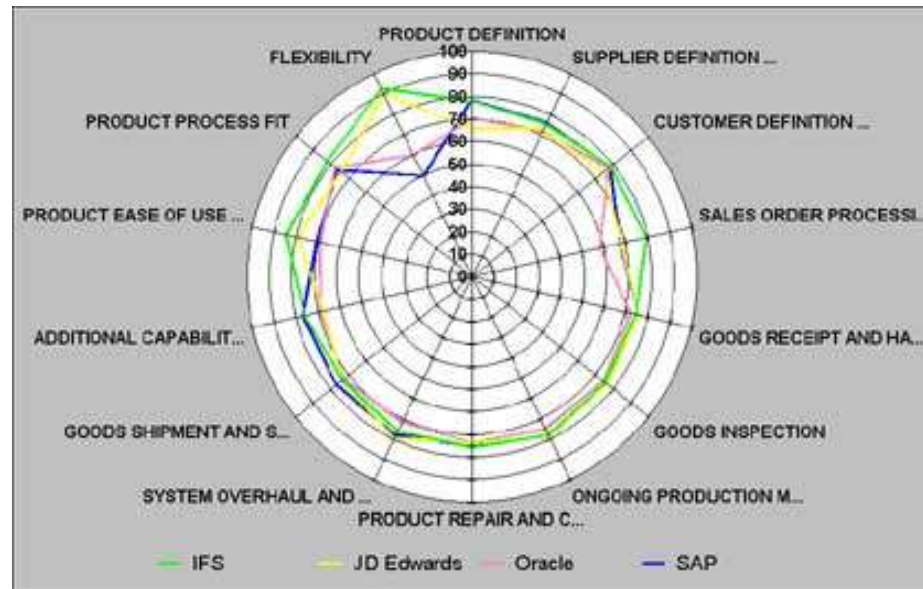 PRODUCT DEFINITION
FLEXIBILITY
SUPPLIER DEFINITION ...
PRODUCT PROCESS FIT
CUSTOMER DEFINITION ...
PRODUCT EASE OF USE ...
SALES ORDER PROCESSI...
ADDITIONAL CAPABILIT...
GOODS RECEIPT AND HA...
GOODS SHIPMENT AND S...
GOODS INSPECTION
SYSTEM OVERHAUL AND ...
ONGOING PRODUCTION M...
PRODUCT REPAIR AND C...
100
90
80
70
60
50
40
30
20
10
0
IFS
JD Edwards
Oracle
SAP